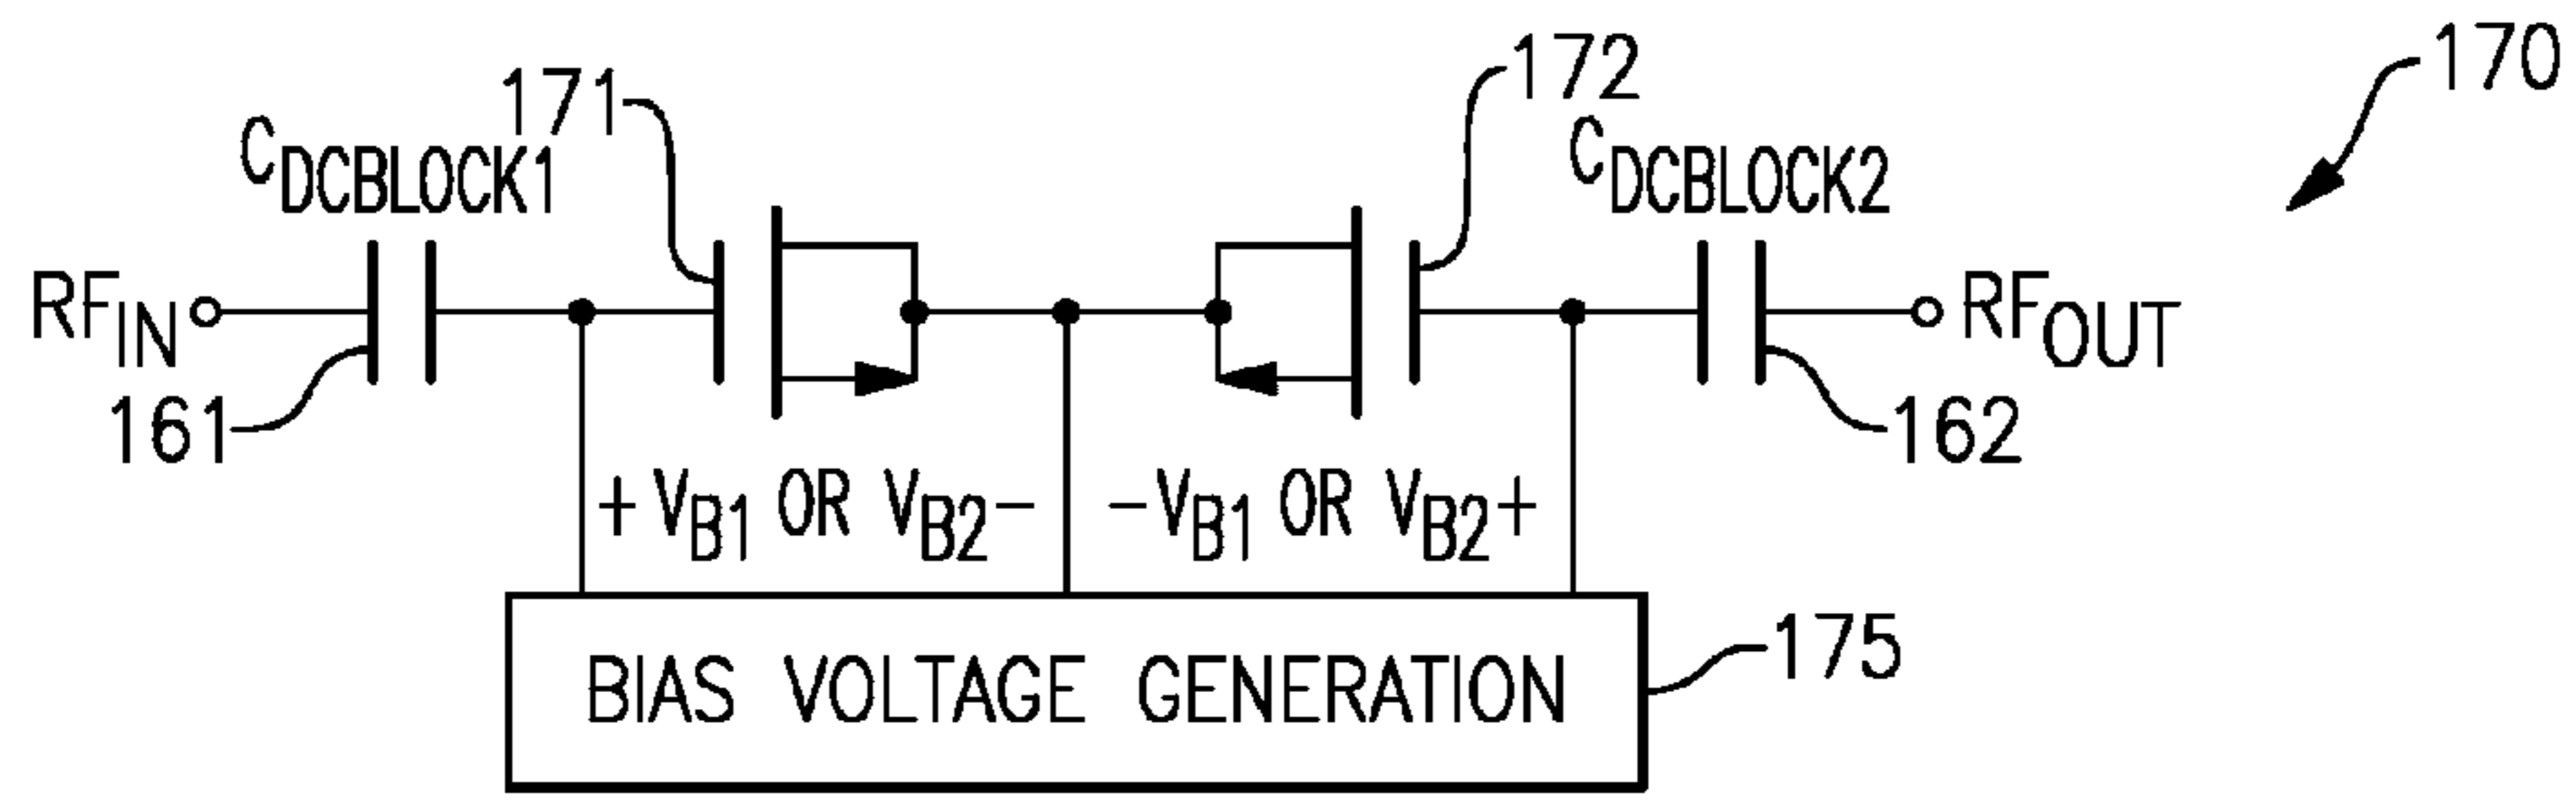 170
171
172
CDCBLOCK1
CDCBLOCK2
RFIN
RFOUT
161
162
+ VB1 OR VB2 -
- VB1 OR VB2 +
BIAS VOLTAGE GENERATION
175